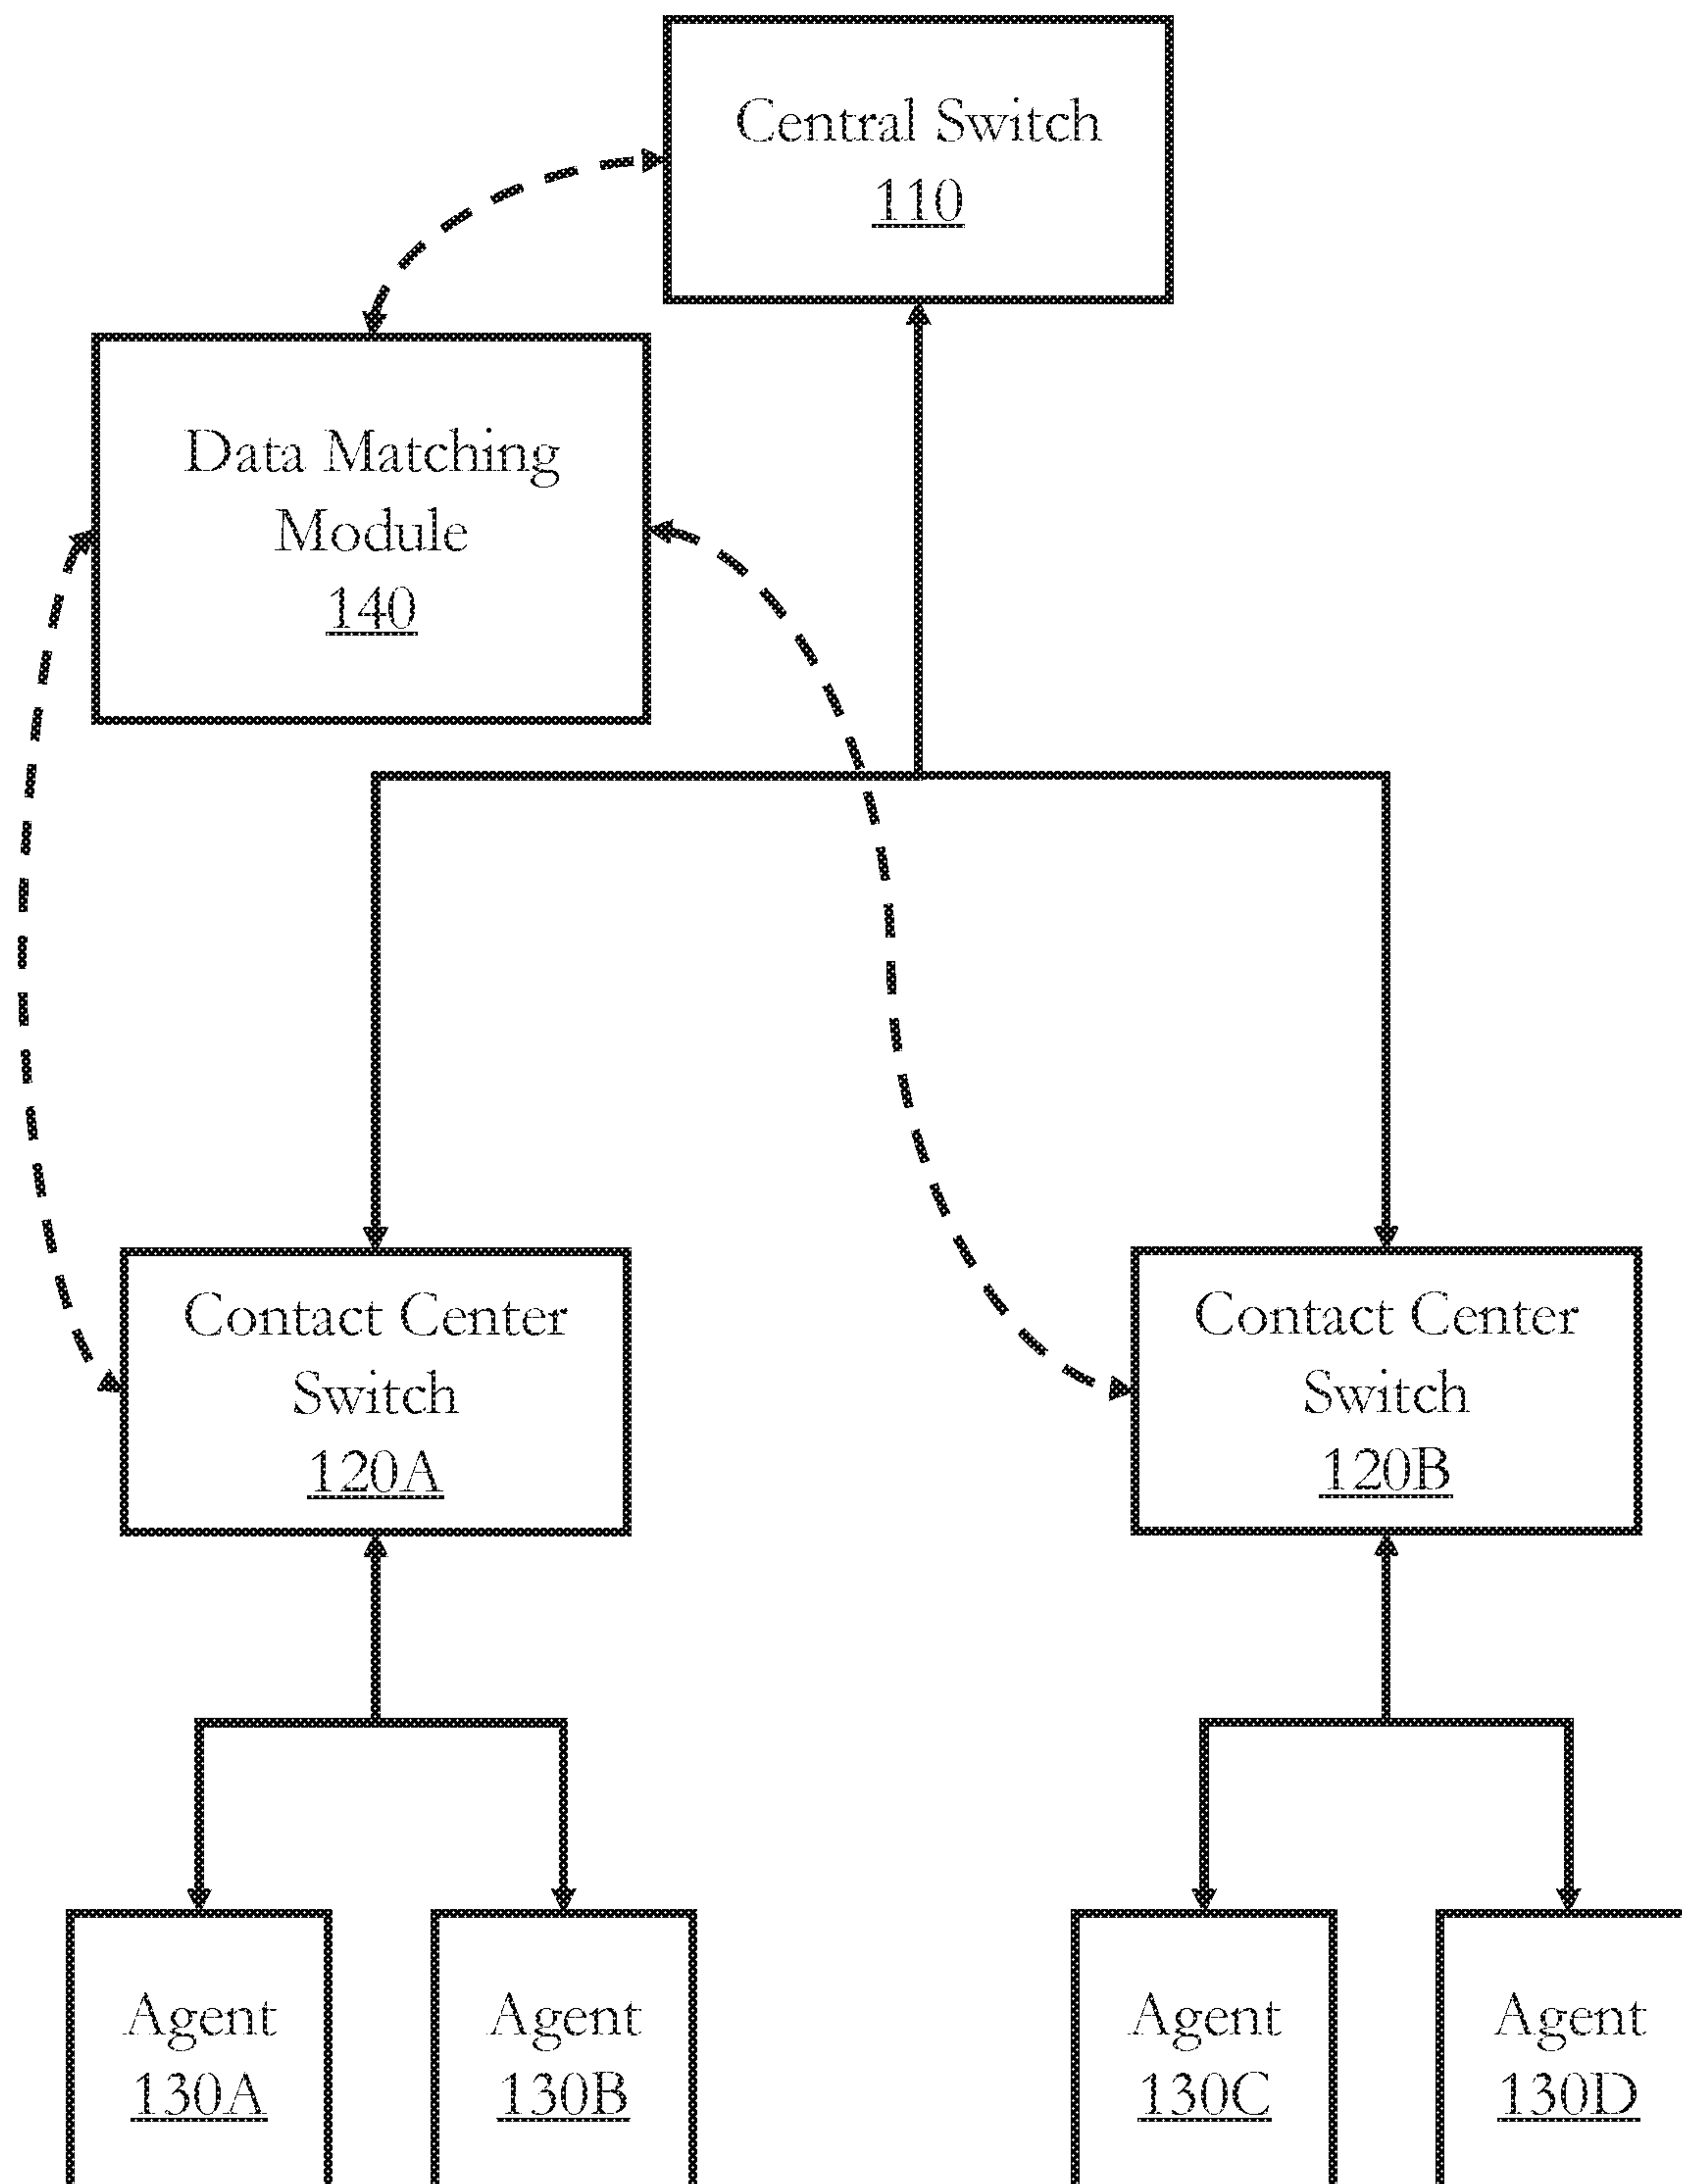 Central Switch
110
Data Matching
Module
140
Contact Center
Switch
120A
Contact Center
Switch
120B
Agent
130A
Agent
130B
Agent
130C
Agent
130D